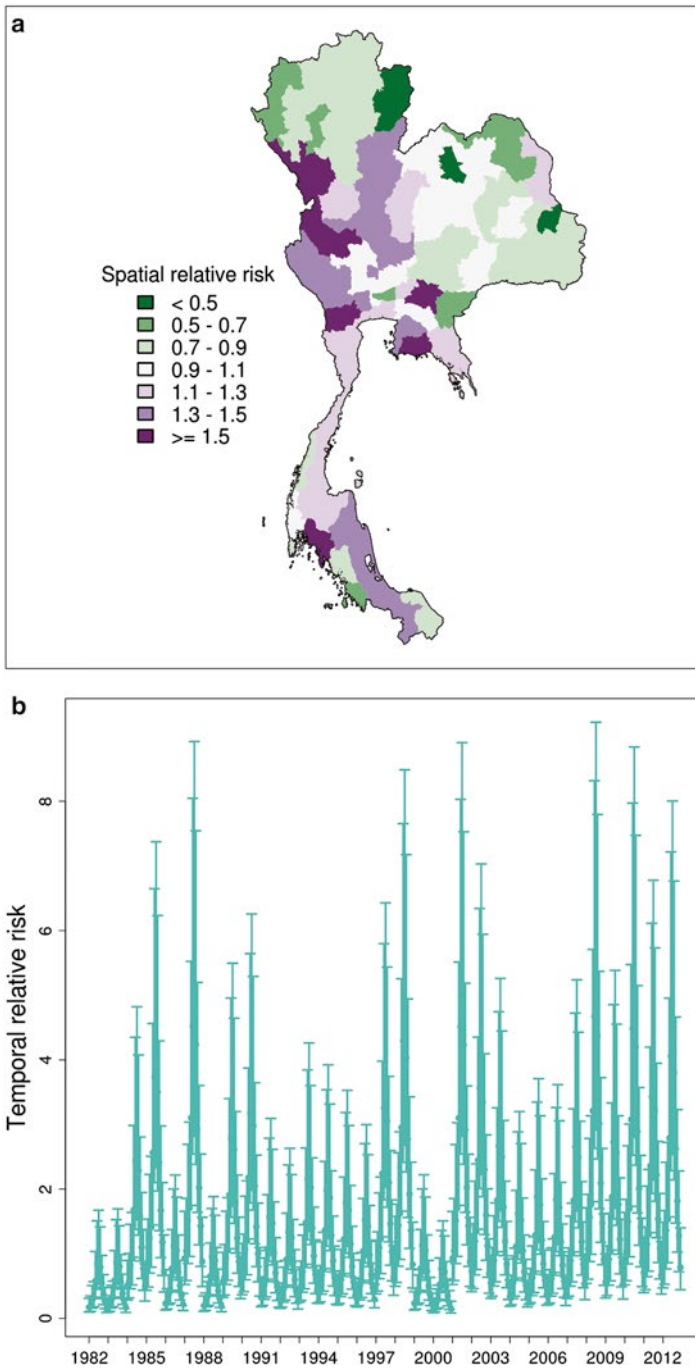 a
Spatial relative risk
< 0.5
0.5 - 0.7
0.7 - 0.9
0.9 - 1.1
1.1 - 1.3
1.3 - 1.5
>= 1.5
b
Temporal relative risk
8
6
4
2
0
1982 1985 1988 1991 1994 1997 2000 2003 2006 2009 2012